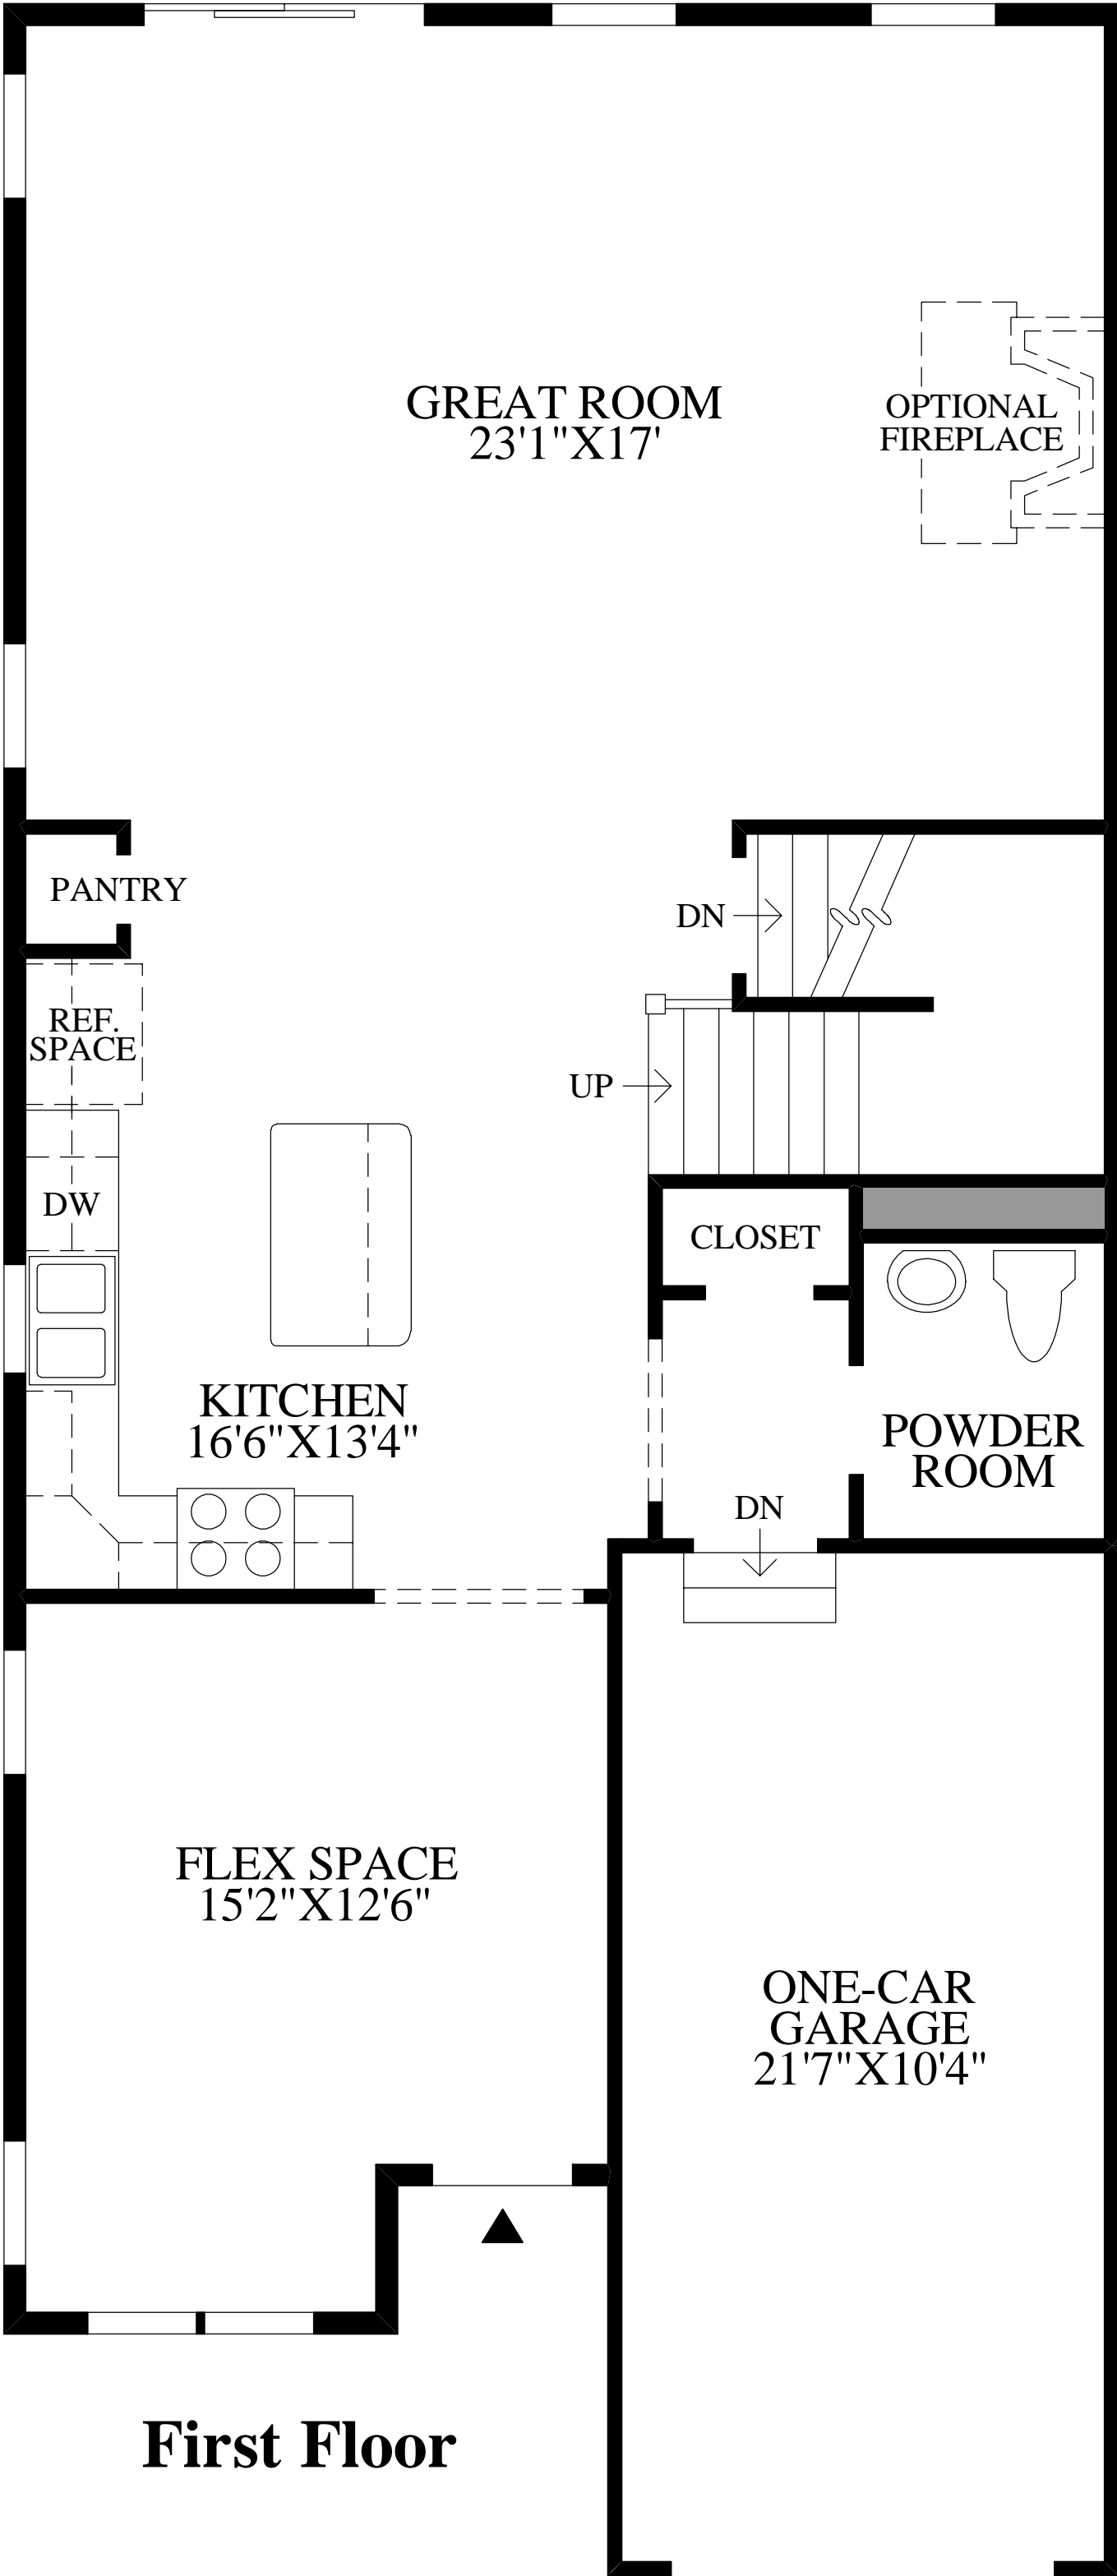 GREAT ROOM
23'1"X17'
OPTIONAL
FIREPLACE
PANTRY
DN
REF.
SPACE
UP
DW
CLOSET
KITCHEN
16'6"X13'4"
POWDER
ROOM
DN
FLEX SPACE
15'2"X12'6"
ONE-CAR
GARAGE
21'7"X10'4"
First Floor